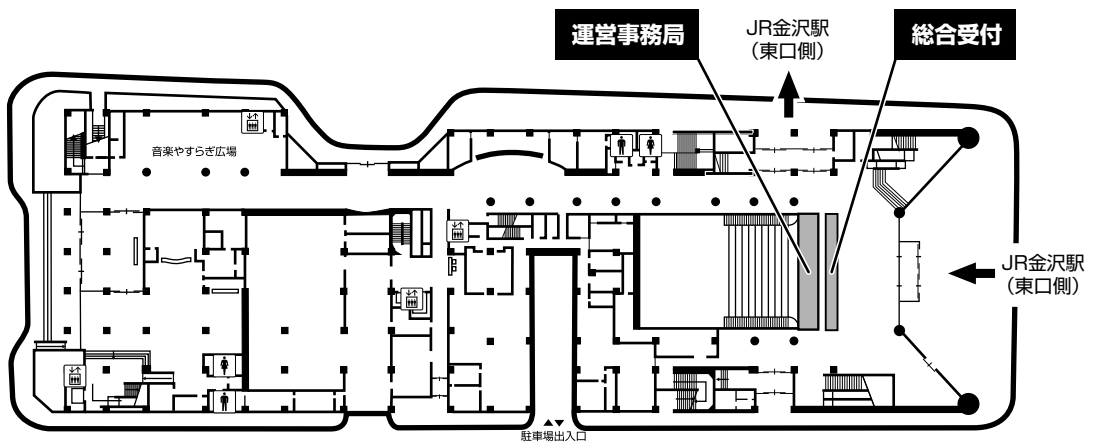 運営事務局
JR金沢駅
（東口側）
総合受付
音楽やすらぎ広場
JR金沢駅
（東口側）
駐車場出入口